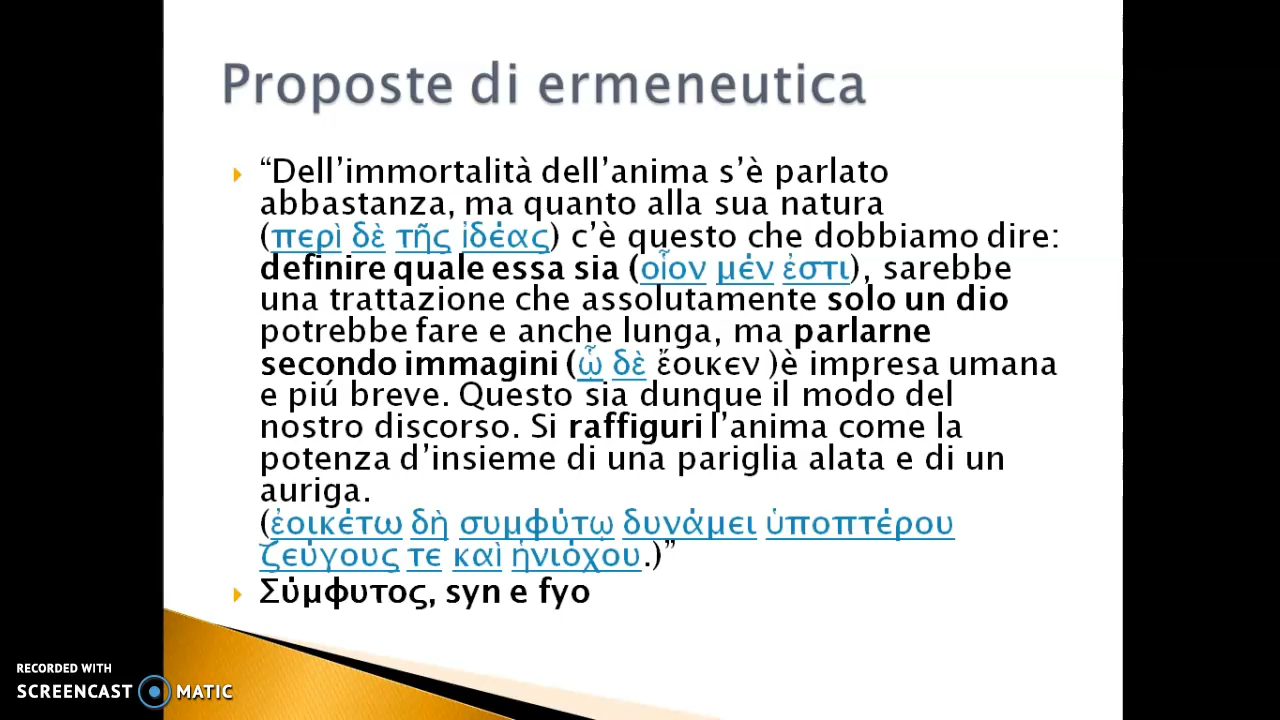 Proposte di ermeneutica
“Dell’immortalità dell’anima s’è parlato
abbastanza, ma quanto alla sua natura
(περὶ δὲ τῆς ἰδέας) c’è questo che dobbiamo dire:
definire quale essa sia (οἷον μέν ἐστι), sarebbe
una trattazione che assolutamente solo un dio
potrebbe fare e anche lunga, ma parlarne
secondo immagini (ᾧ δὲ ἔοικεν )è impresa umana
e piú breve. Questo sia dunque il modo del
nostro discorso. Si raffiguri l’anima come la
potenza d’insieme di una pariglia alata e di un
auriga.
(ἐοικέτω δὴ συμφύτῳ δυνάμει ὑποπτέρου
ζεύγους τε καὶ ἡνιόχου.)”
Σύμφυτος, syn e fyo
RECORDED WITH
SCREENCAST MATIC